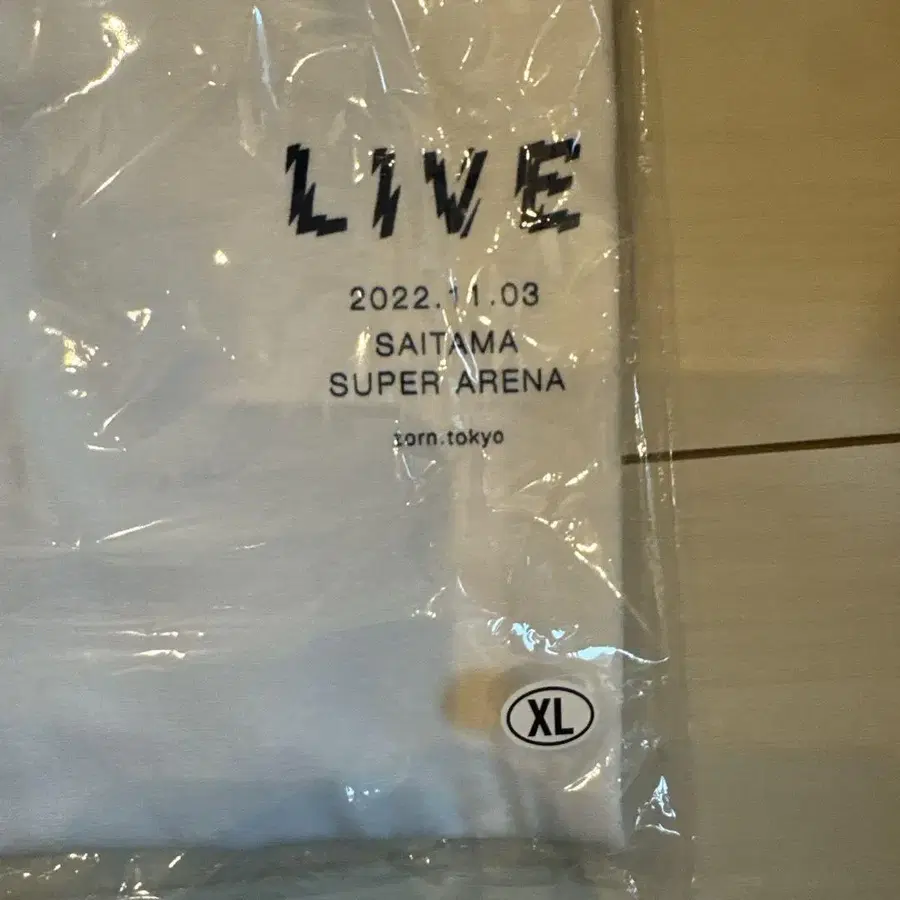 LIVE
2022.11.03
SAITAMA
SUPER ARENA
zorn.tokyo
XL